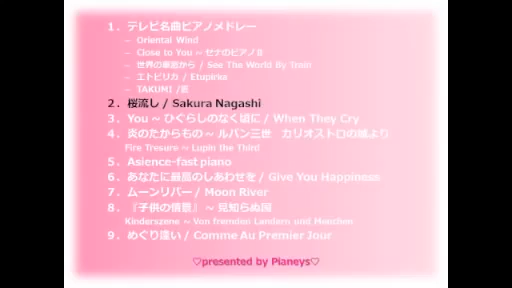 1．テレビ名曲ピアノメドレー
– Oriental Wind
– Close to You ~ セナのピアノⅡ
– 世界の車窓から / See The World By Train
– エトピリカ / Etupirka
– TAKUMI /匠
2．桜流し / Sakura Nagashi
3．You ~ ひぐらしのなく頃に / When They Cry
4．炎のたからもの ~ ルパン三世　カリオストロの城より
Fire Tresure ~ Lupin the Third
5．Asience-fast piano
6．あなたに最高のしあわせを / Give You Happiness
7．ムーンリバー / Moon River
8．『子供の情景』 ~ 見知らぬ国
Kinderszene ~ Von fremden Landern und Menchen
9．めぐり逢い / Comme Au Premier Jour
♡presented by Pianeys♡